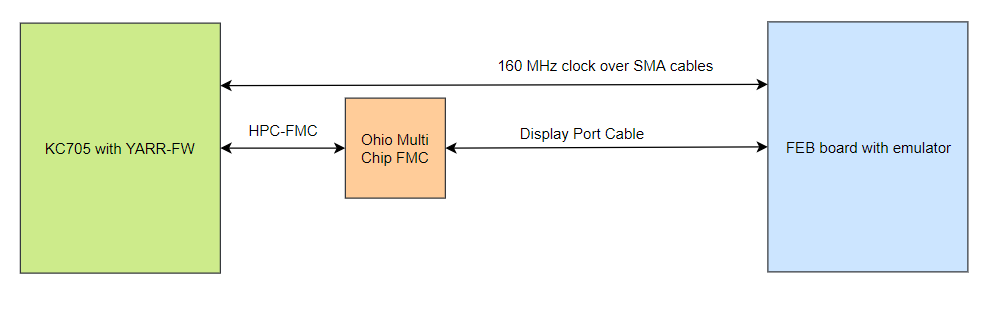 160 MHz clock over SMA cables
HPC-FMC
Display Port Cable
KC705 with YARR-FW
Ohio Multi
Chip FMC
FEB board with emulator